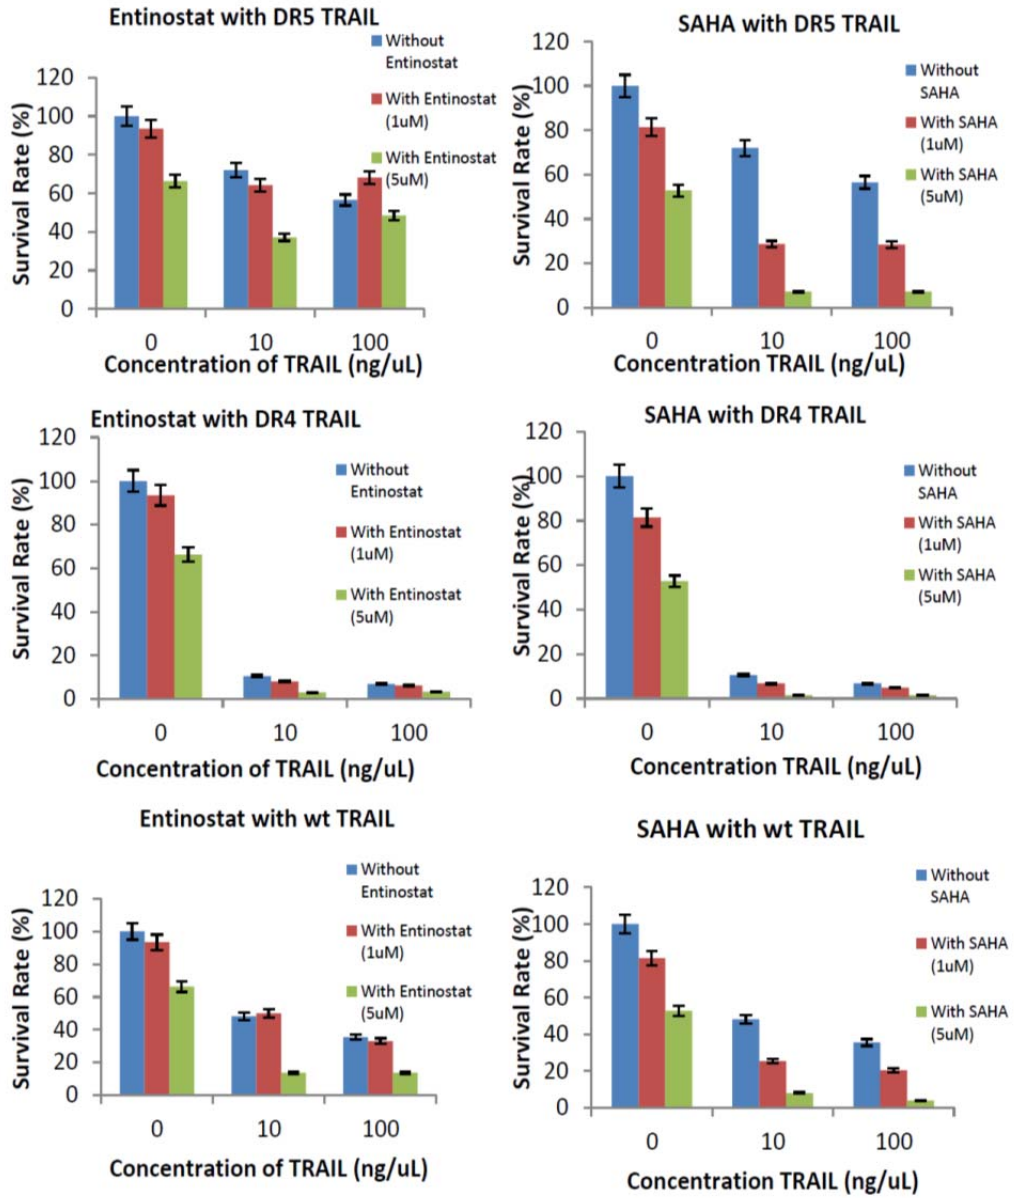 Entinostat with DR5 TRAIL
Without
Entinostat
With Entinostat
(1uM)
With Entinostat
(5uM)
Survival Rate (%)
120
100
80
60
40
20
0
0 10 100
Concentration of TRAIL (ng/uL)
SAHA with DR5 TRAIL
Without
SAHA
With SAHA
(1uM)
With SAHA
(5uM)
Survival Rate (%)
120
100
80
60
40
20
0
0 10 100
Concentration TRAIL (ng/uL)
Entinostat with DR4 TRAIL
Without
Entinostat
With Entinostat
(1uM)
With Entinostat
(5uM)
Survival Rate (%)
120
100
80
60
40
20
0
0 10 100
Concentration of TRAIL (ng/uL)
SAHA with DR4 TRAIL
Without
SAHA
With SAHA
(1uM)
With SAHA
(5uM)
Survival Rate (%)
120
100
80
60
40
20
0
0 10 100
Concentration TRAIL (ng/uL)
Entinostat with wt TRAIL
Without
Entinostat
With Entinostat
(1uM)
With Entinostat
(5uM)
Survival Rate (%)
120
100
80
60
40
20
0
0 10 100
Concentration of TRAIL (ng/uL)
SAHA with wt TRAIL
Without
SAHA
With SAHA
(1uM)
With SAHA
(5uM)
Survival Rate (%)
120
100
80
60
40
20
0
0 10 100
Concentration TRAIL (ng/uL)